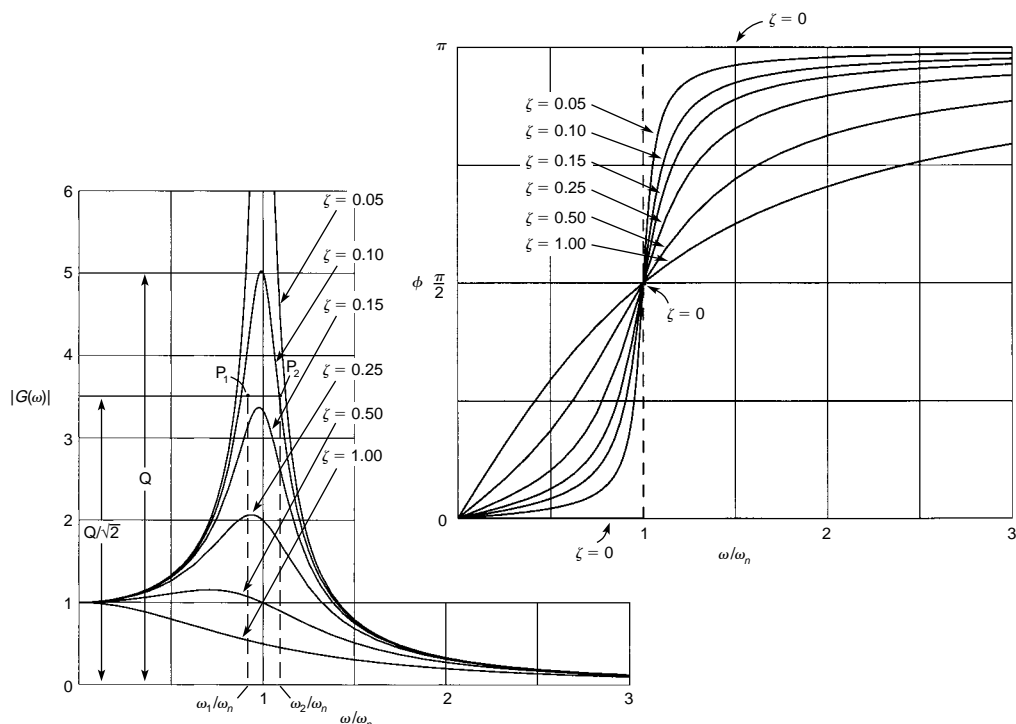 6
5
4
3
2
1
0
|G(ω)|
Q
Q/√2
P₁
P₂
ζ = 0.05
ζ = 0.10
ζ = 0.15
ζ = 0.25
ζ = 0.50
ζ = 1.00
ω₁/ωₙ
1
ω₂/ωₙ
2
3
ω/ωₙ
ζ = 0
π
ζ = 0.05
ζ = 0.10
ζ = 0.15
ζ = 0.25
ζ = 0.50
ζ = 1.00
ϕ π/2
ζ = 0
0
ζ = 0
1
2
3
ω/ωₙ